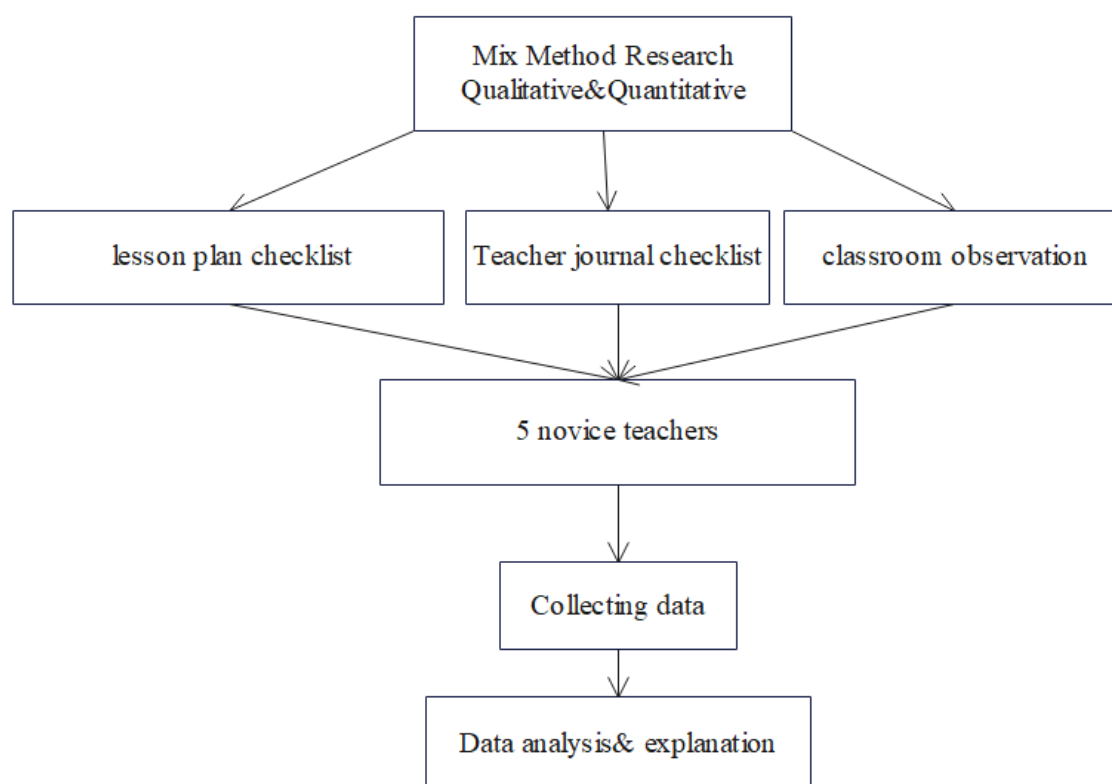 Mix Method Research
Qualitative&Quantitative
lesson plan checklist
Teacher journal checklist
classroom observation
5 novice teachers
Collecting data
Data analysis& explanation